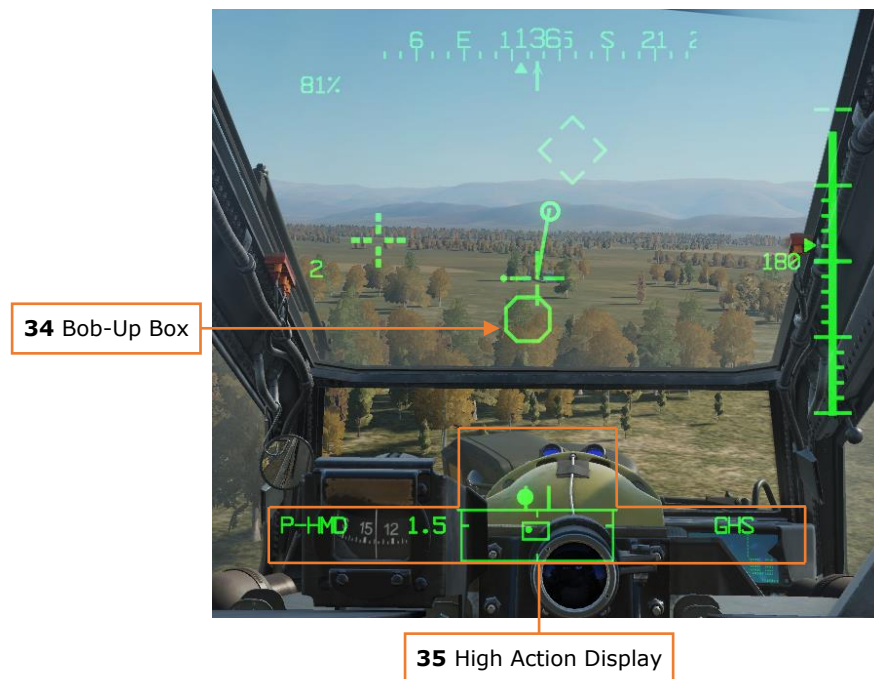 6 E 1136 S 21
81%
2
180
34 Bob-Up Box
P-HMD 15 12 1.5 GHS
35 High Action Display